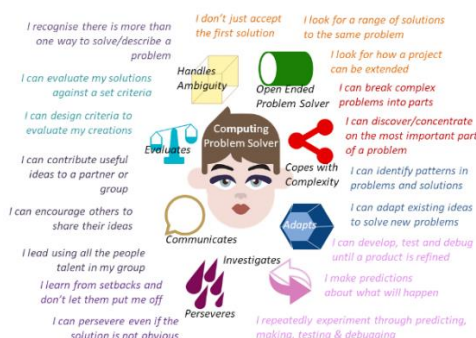 I recognise there is more than
one way to solve/describe a
problem
I don't just accept
the first solution
I look for a range of solutions
to the same problem
I look for how a project
can be extended
Handles
Ambiguity
Open Ended
Problem Solver
I can evaluate my solutions
against a set criteria
I can design criteria to
evaluate my creations
Evaluates
Computing
Problem Solver
I can break complex
problems into parts
I can discover/concentrate
on the most important part
of a problem
Copes with
Complexity
I can contribute useful
ideas to a partner or
group
I can encourage others to
share their ideas
I lead using all the people
talent in my group
Communicates
I can identify patterns in
problems and solutions
I can adapt existing ideas
to solve new problems
Adapts
Investigates
I can develop, test and debug
until a product is refined
I make predictions
about what will happen
I repeatedly experiment through predicting,
making, testing & debugging
I learn from setbacks and
don't let them put me off
I can persevere even if the
solution is not obvious
Perseveres